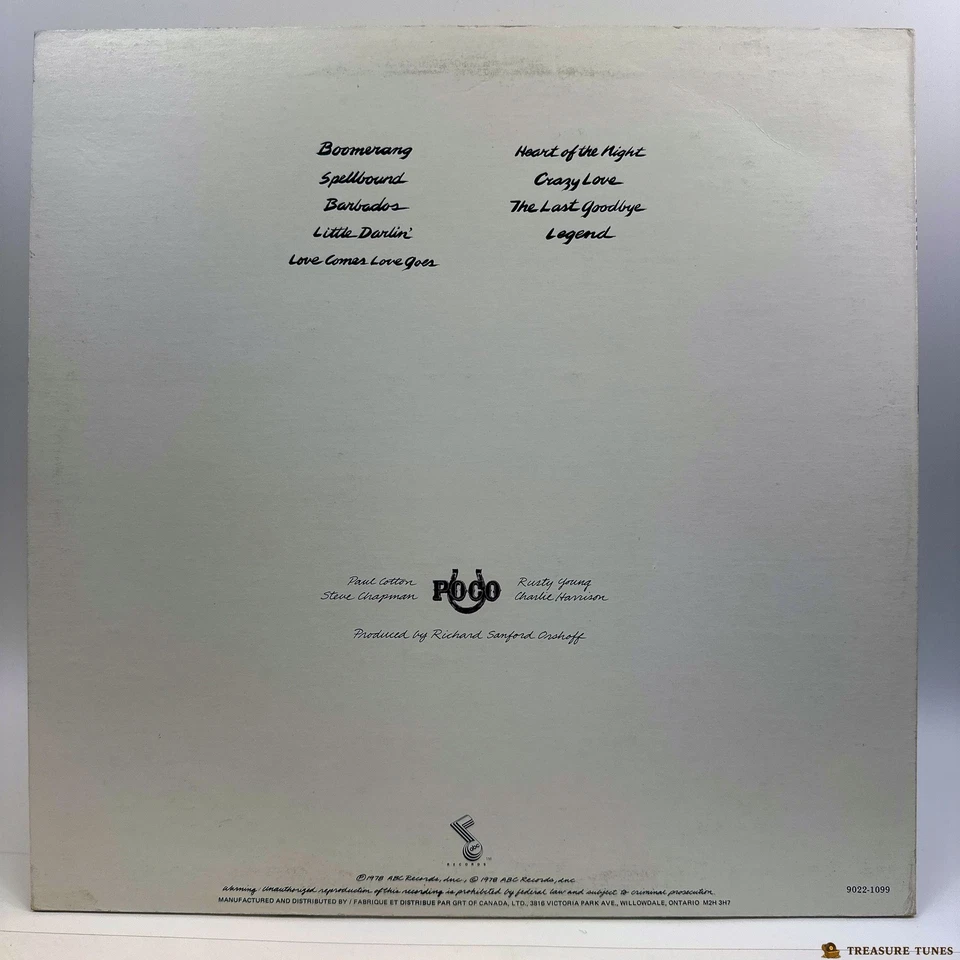 Boomerang
Spellbound
Barbados
Little Darlin'
Love Comes Love Goes
Heart of the Night
Crazy Love
The Last Goodbye
Legend
Paul Cotton
Steve Chapman
POCO
Rusty Young
Charlie Harrison
Produced by Richard Sanford Orshoff
abc
RECORDS
TM
©1978 ABC Records, Inc., ℗ 1978 ABC Records, Inc
Warning: Unauthorized reproduction of this recording is prohibited by federal law and subject to criminal prosecution.
MANUFACTURED AND DISTRIBUTED BY / FABRIQUE ET DISTRIBUE PAR GRT OF CANADA, LTD., 3816 VICTORIA PARK AVE., WILLOWDALE, ONTARIO M2H 3H7
9022-1099
TREASURE TUNES